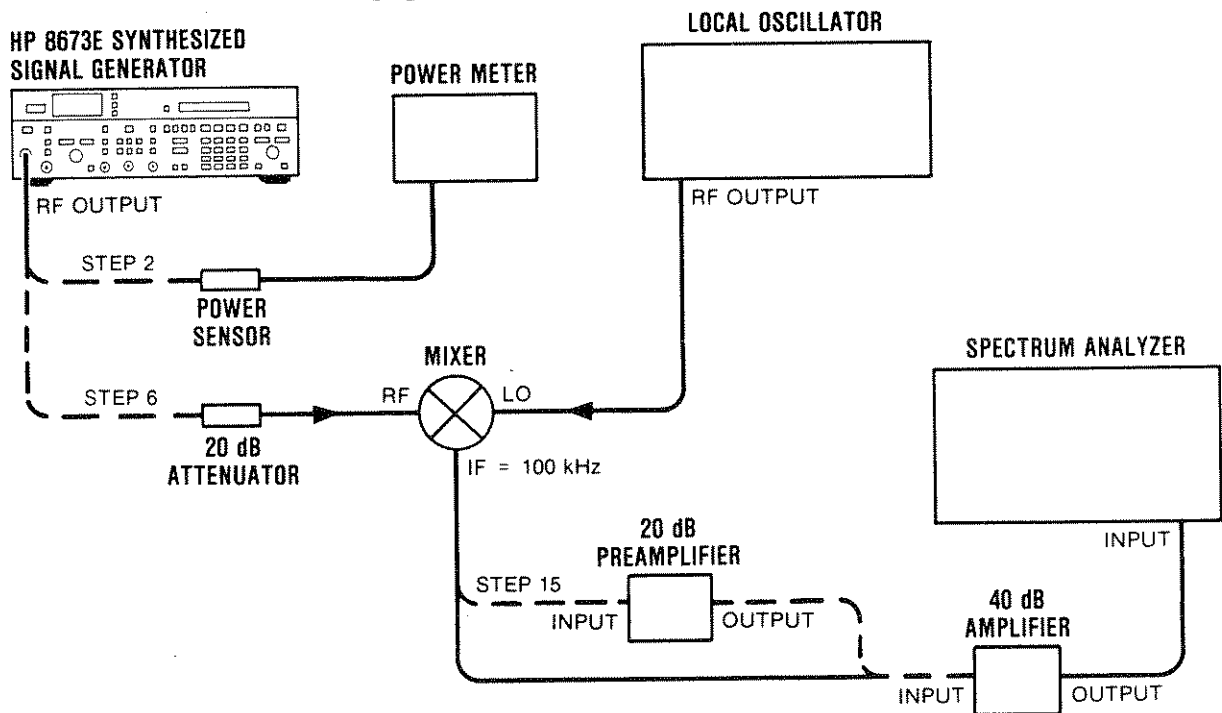 HP 8673E SYNTHESIZED
SIGNAL GENERATOR
POWER METER
LOCAL OSCILLATOR
RF OUTPUT
RF OUTPUT
STEP 2
POWER
SENSOR
MIXER
SPECTRUM ANALYZER
STEP 6
RF
LO
20 dB
ATTENUATOR
IF = 100 kHz
20 dB
PREAMPLIFIER
INPUT
STEP 15
INPUT
OUTPUT
40 dB
AMPLIFIER
INPUT
OUTPUT